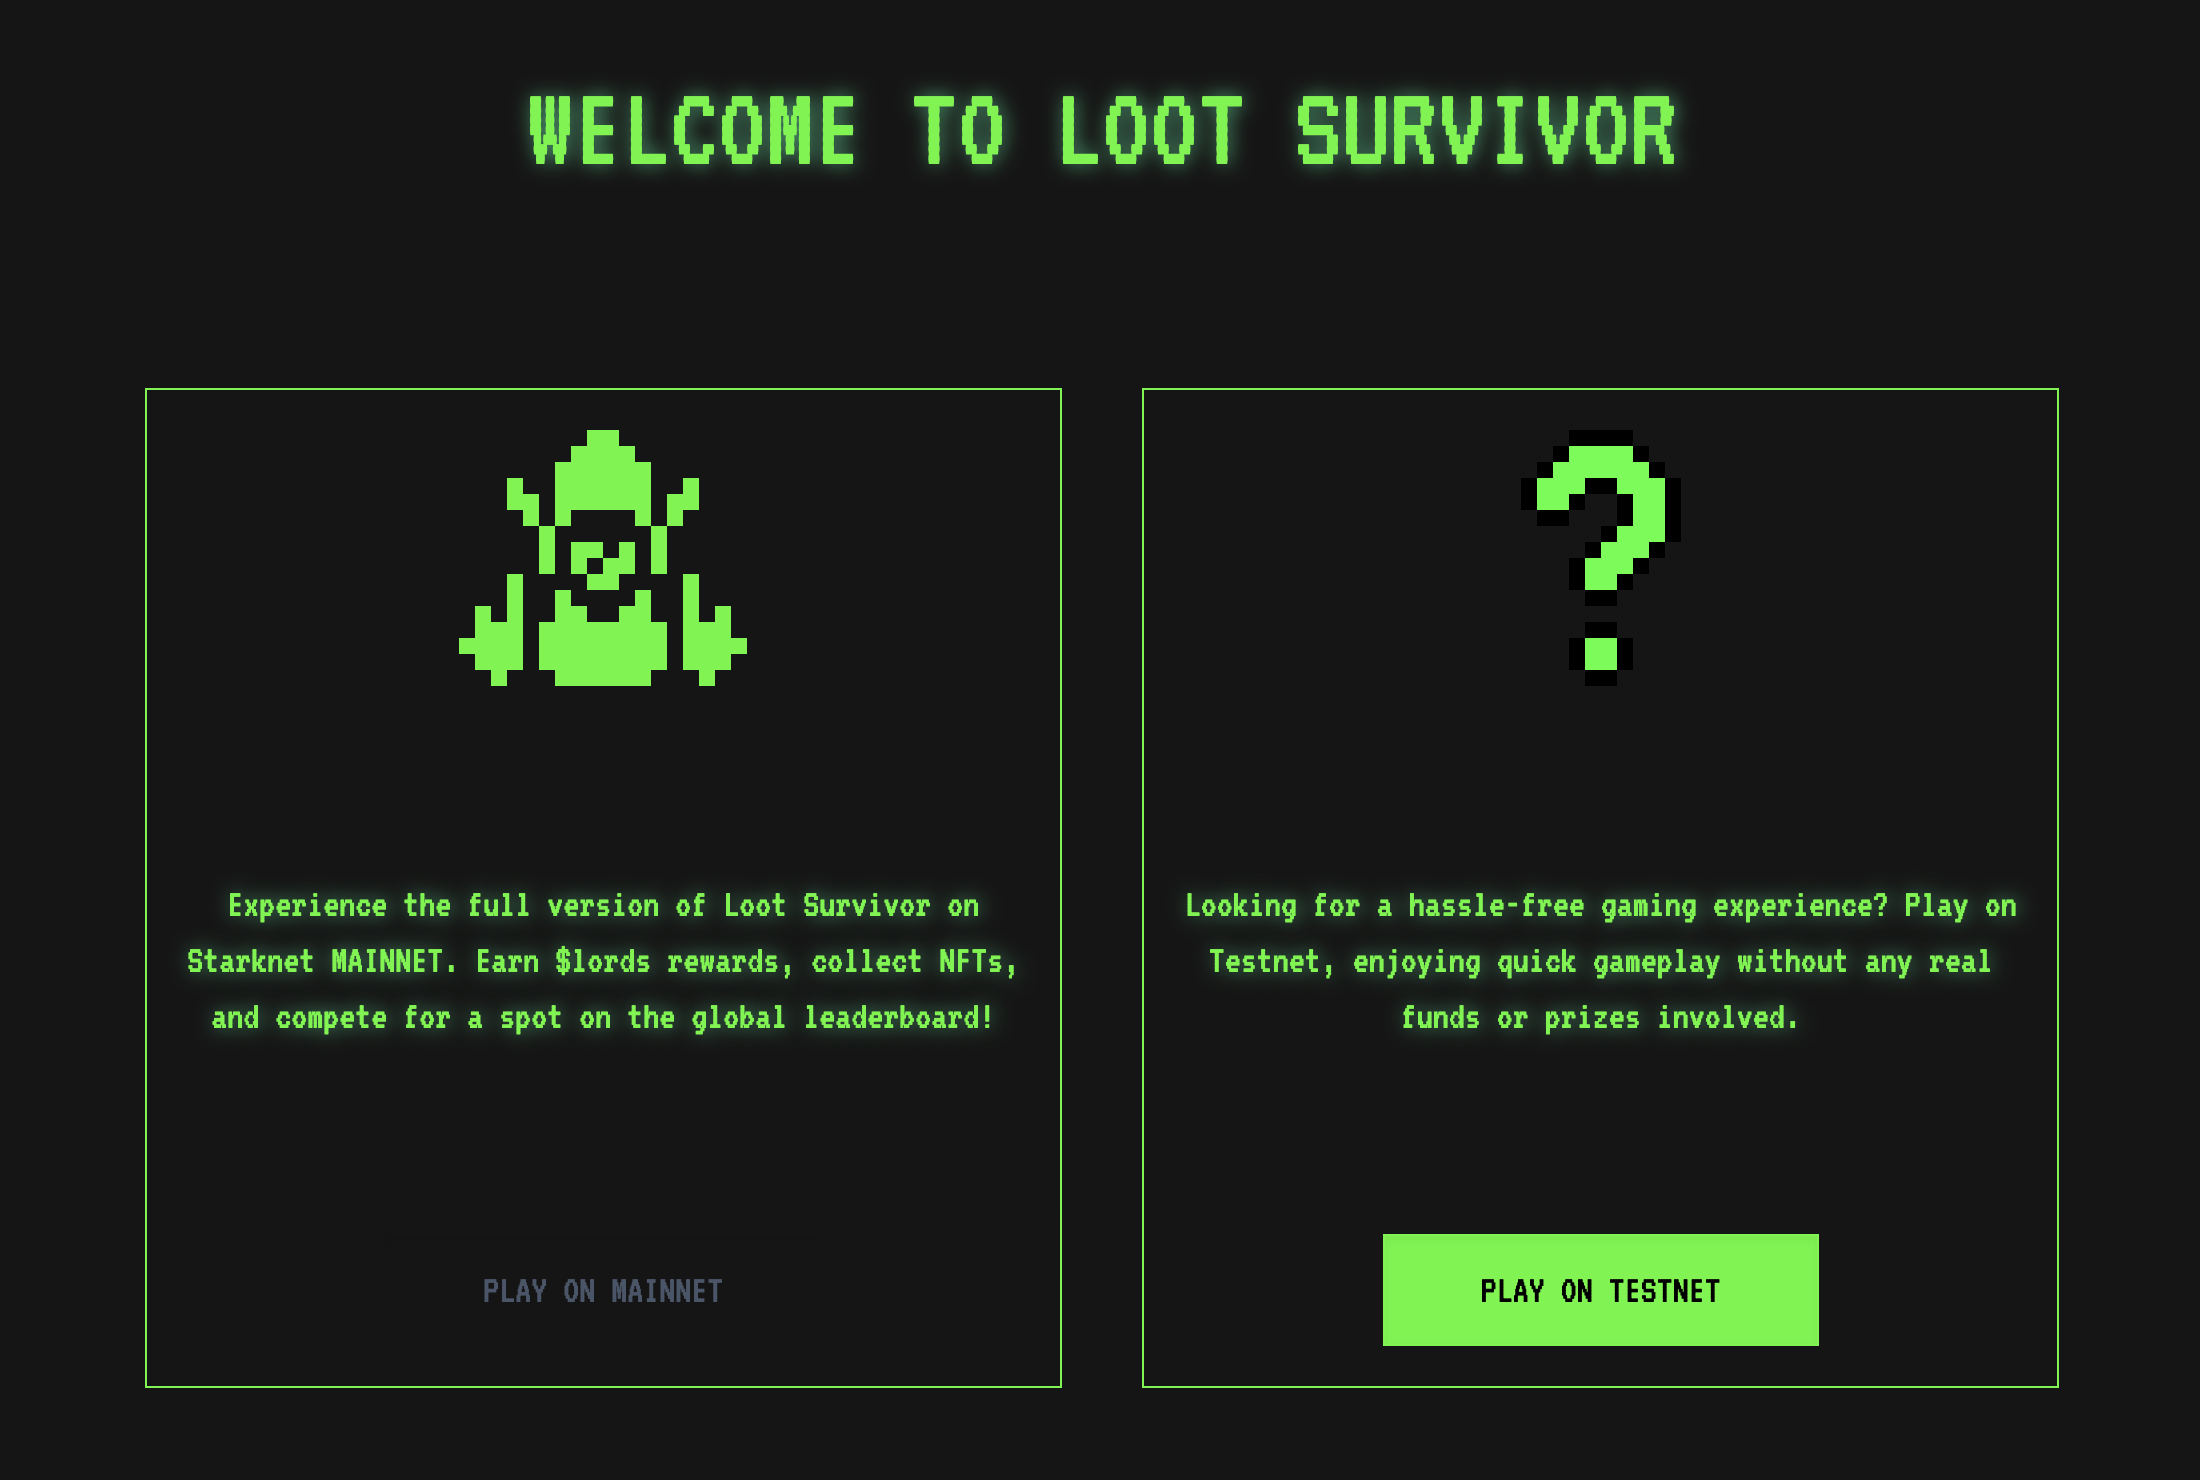 WELCOME TO LOOT SURVIVOR
Experience the full version of Loot Survivor on
Starknet MAINNET. Earn $lords rewards, collect NFTs,
and compete for a spot on the global leaderboard!
PLAY ON MAINNET
Looking for a hassle-free gaming experience? Play on
Testnet, enjoying quick gameplay without any real
funds or prizes involved.
PLAY ON TESTNET